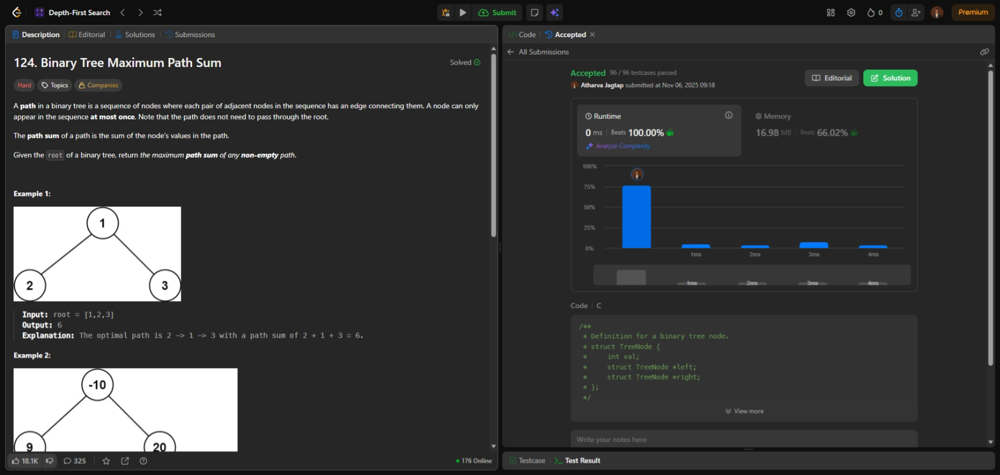 Depth-First Search
Submit
0
Premium
Description
Editorial
Solutions
Submissions
124. Binary Tree Maximum Path Sum
Solved
Hard
Topics
Companies
A path in a binary tree is a sequence of nodes where each pair of adjacent nodes in the sequence has an edge connecting them. A node can only
appear in the sequence at most once. Note that the path does not need to pass through the root.
The path sum of a path is the sum of the node's values in the path.
Given the root of a binary tree, return the maximum path sum of any non-empty path.
Example 1:
1
2
3
Input: root = [1,2,3]
Output: 6
Explanation: The optimal path is 2 -> 1 -> 3 with a path sum of 2 + 1 + 3 = 6.
Example 2:
-10
9
20
18.1K
325
176 Online
Code
Accepted
All Submissions
Accepted 96 / 96 testcases passed
Atharva Jagtap submitted at Nov 06, 2025 09:18
Editorial
Solution
Runtime
0 ms | Beats 100.00%
Analyze Complexity
Memory
16.98 MB | Beats 66.02%
100%
75%
50%
25%
0%
1ms
2ms
3ms
4ms
1ms
2ms
3ms
4ms
Code | C
/**
* Definition for a binary tree node.
* struct TreeNode {
* int val;
* struct TreeNode *left;
* struct TreeNode *right;
* };
*/
View more
Write your notes here
Testcase
>_ Test Result